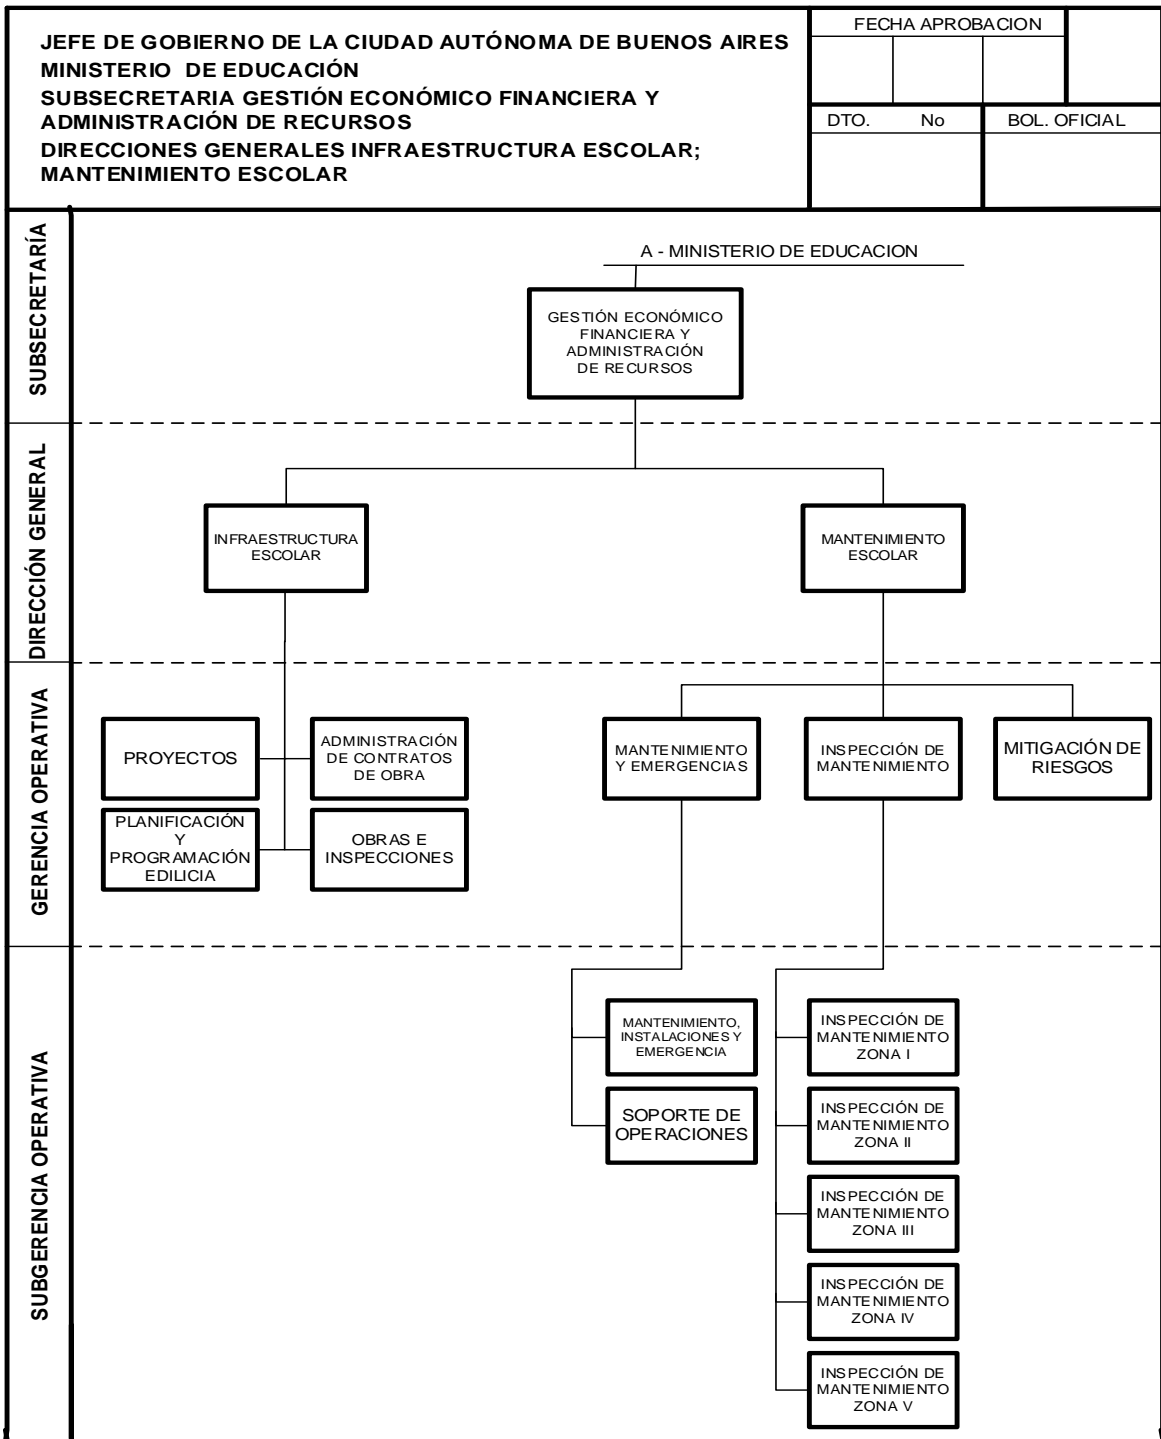 JEFE DE GOBIERNO DE LA CIUDAD AUTÓNOMA DE BUENOS AIRES
MINISTERIO DE EDUCACIÓN
SUBSECRETARIA GESTIÓN ECONÓMICO FINANCIERA Y
ADMINISTRACIÓN DE RECURSOS
DIRECCIONES GENERALES INFRAESTRUCTURA ESCOLAR;
MANTENIMIENTO ESCOLAR
FECHA APROBACION
DTO. No
BOL. OFICIAL
SUBSECRETARÍA
A - MINISTERIO DE EDUCACION
GESTIÓN ECONÓMICO
FINANCIERA Y
ADMINISTRACIÓN
DE RECURSOS
DIRECCIÓN GENERAL
INFRAESTRUCTURA
ESCOLAR
MANTENIMIENTO
ESCOLAR
GERENCIA OPERATIVA
PROYECTOS
ADMINISTRACIÓN
DE CONTRATOS
DE OBRA
PLANIFICACIÓN
Y
PROGRAMACIÓN
EDILICIA
OBRAS E
INSPECCIONES
MANTENIMIENTO
Y EMERGENCIAS
INSPECCIÓN DE
MANTENIMIENTO
MITIGACIÓN DE
RIESGOS
SUBGERENCIA OPERATIVA
MANTENIMIENTO,
INSTALACIONES Y
EMERGENCIA
SOPORTE DE
OPERACIONES
INSPECCIÓN DE
MANTENIMIENTO
ZONA I
INSPECCIÓN DE
MANTENIMIENTO
ZONA II
INSPECCIÓN DE
MANTENIMIENTO
ZONA III
INSPECCIÓN DE
MANTENIMIENTO
ZONA IV
INSPECCIÓN DE
MANTENIMIENTO
ZONA V